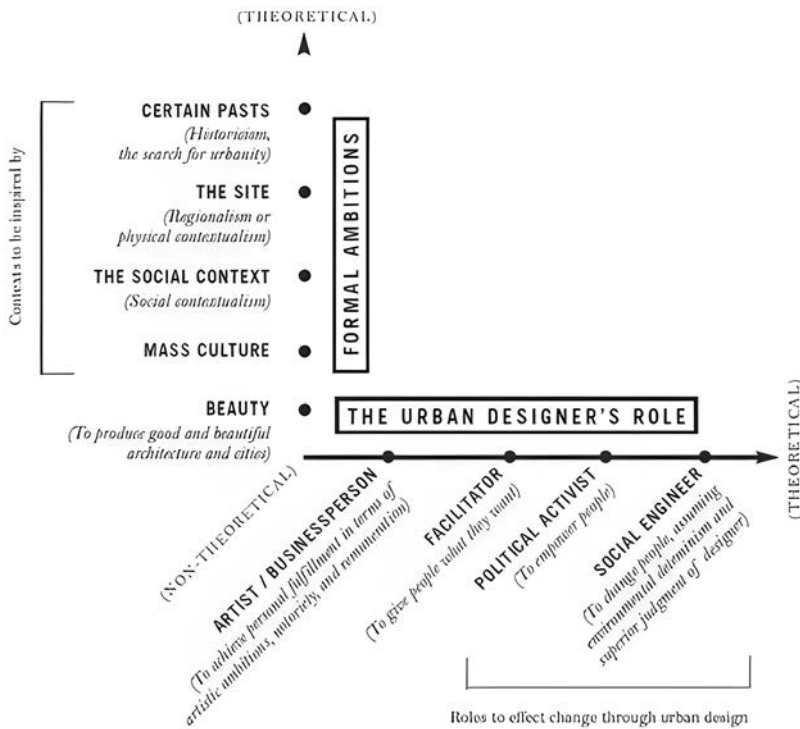 (THEORETICAL)
CERTAIN PASTS
(Historicism,
the search for urbanity)
THE SITE
(Regionalism or
physical contextualism)
THE SOCIAL CONTEXT
(Social contextualism)
MASS CULTURE
BEAUTY
(To produce good and beautiful
architecture and cities)
Contexts to be inspired by
FORMAL AMBITIONS
THE URBAN DESIGNER'S ROLE
(THEORETICAL)
(NON-THEORETICAL)
ARTIST / BUSINESSPERSON
(To achieve personal fulfillment in terms of
artistic ambitions, notoriety, and remuneration)
FACILITATOR
(To give people what they want)
POLITICAL ACTIVIST
(To empower people)
SOCIAL ENGINEER
(To change people, assuming
environmental determinism and
superior judgment of designer)
Roles to effect change through urban design